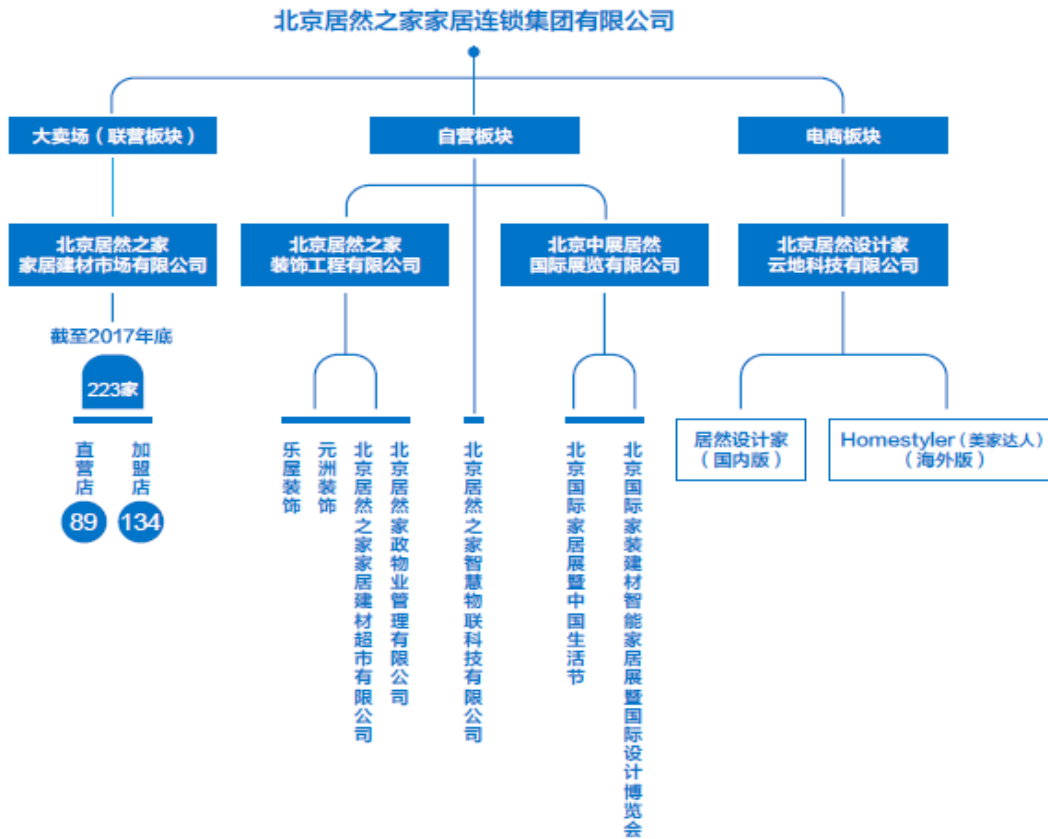 北京居然之家家居连锁集团有限公司
大卖场（联营板块）
自营板块
电商板块
北京居然之家
家居建材市场有限公司
北京居然之家
装饰工程有限公司
北京中展居然
国际展览有限公司
北京居然设计家
云地科技有限公司
截至2017年底
223家
直营店
89
加盟店
134
乐屋装饰
元洲装饰
北京居然之家家居建材超市有限公司
北京居然家政物业管理有限公司
北京居然之家智慧物联科技有限公司
北京国际家居展暨中国生活节
北京国际家装建材智能家居展暨国际设计博览会
居然设计家
（国内版）
Homestyler（美家达人）
（海外版）